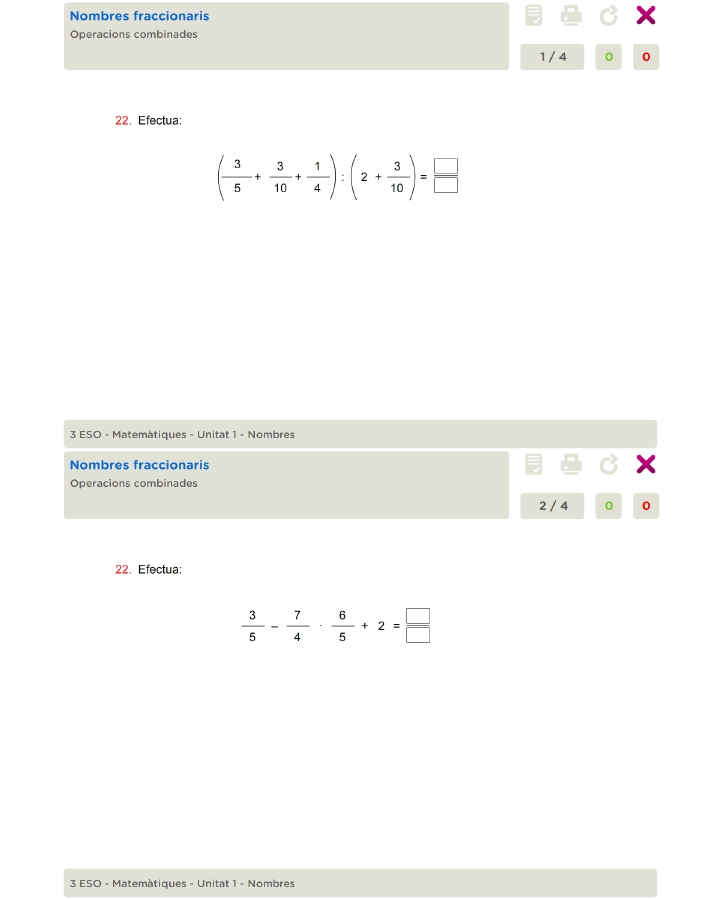 Nombres fraccionaris
Operacions combinades
1 / 4 0 0
22. Efectua:
(3/5 + 3/10 + 1/4) : (2 + 3/10) =
3 ESO - Matemàtiques - Unitat 1 - Nombres
Nombres fraccionaris
Operacions combinades
2 / 4 0 0
22. Efectua:
3/5 - 7/4 · 6/5 + 2 =
3 ESO - Matemàtiques - Unitat 1 - Nombres